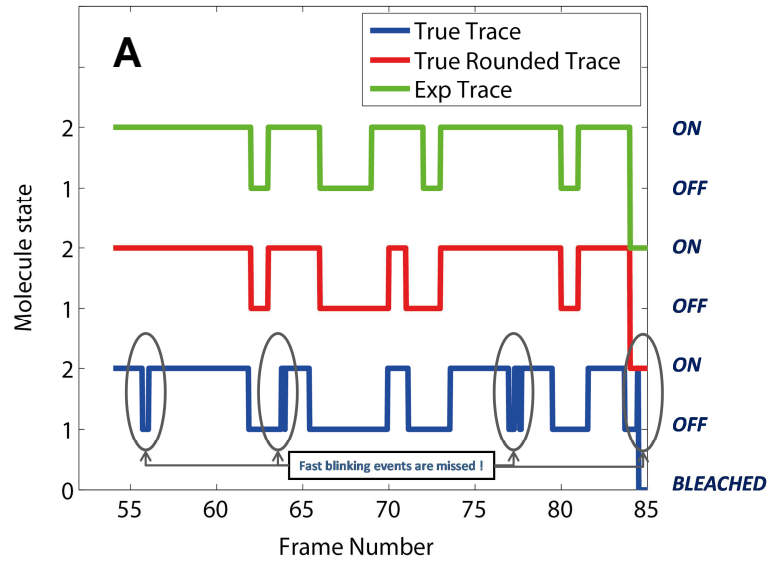 A
True Trace
True Rounded Trace
Exp Trace
2
ON
1
OFF
2
ON
1
OFF
2
ON
1
OFF
0
BLEACHED
Molecule state
Fast blinking events are missed !
55 60 65 70 75 80 85
Frame Number